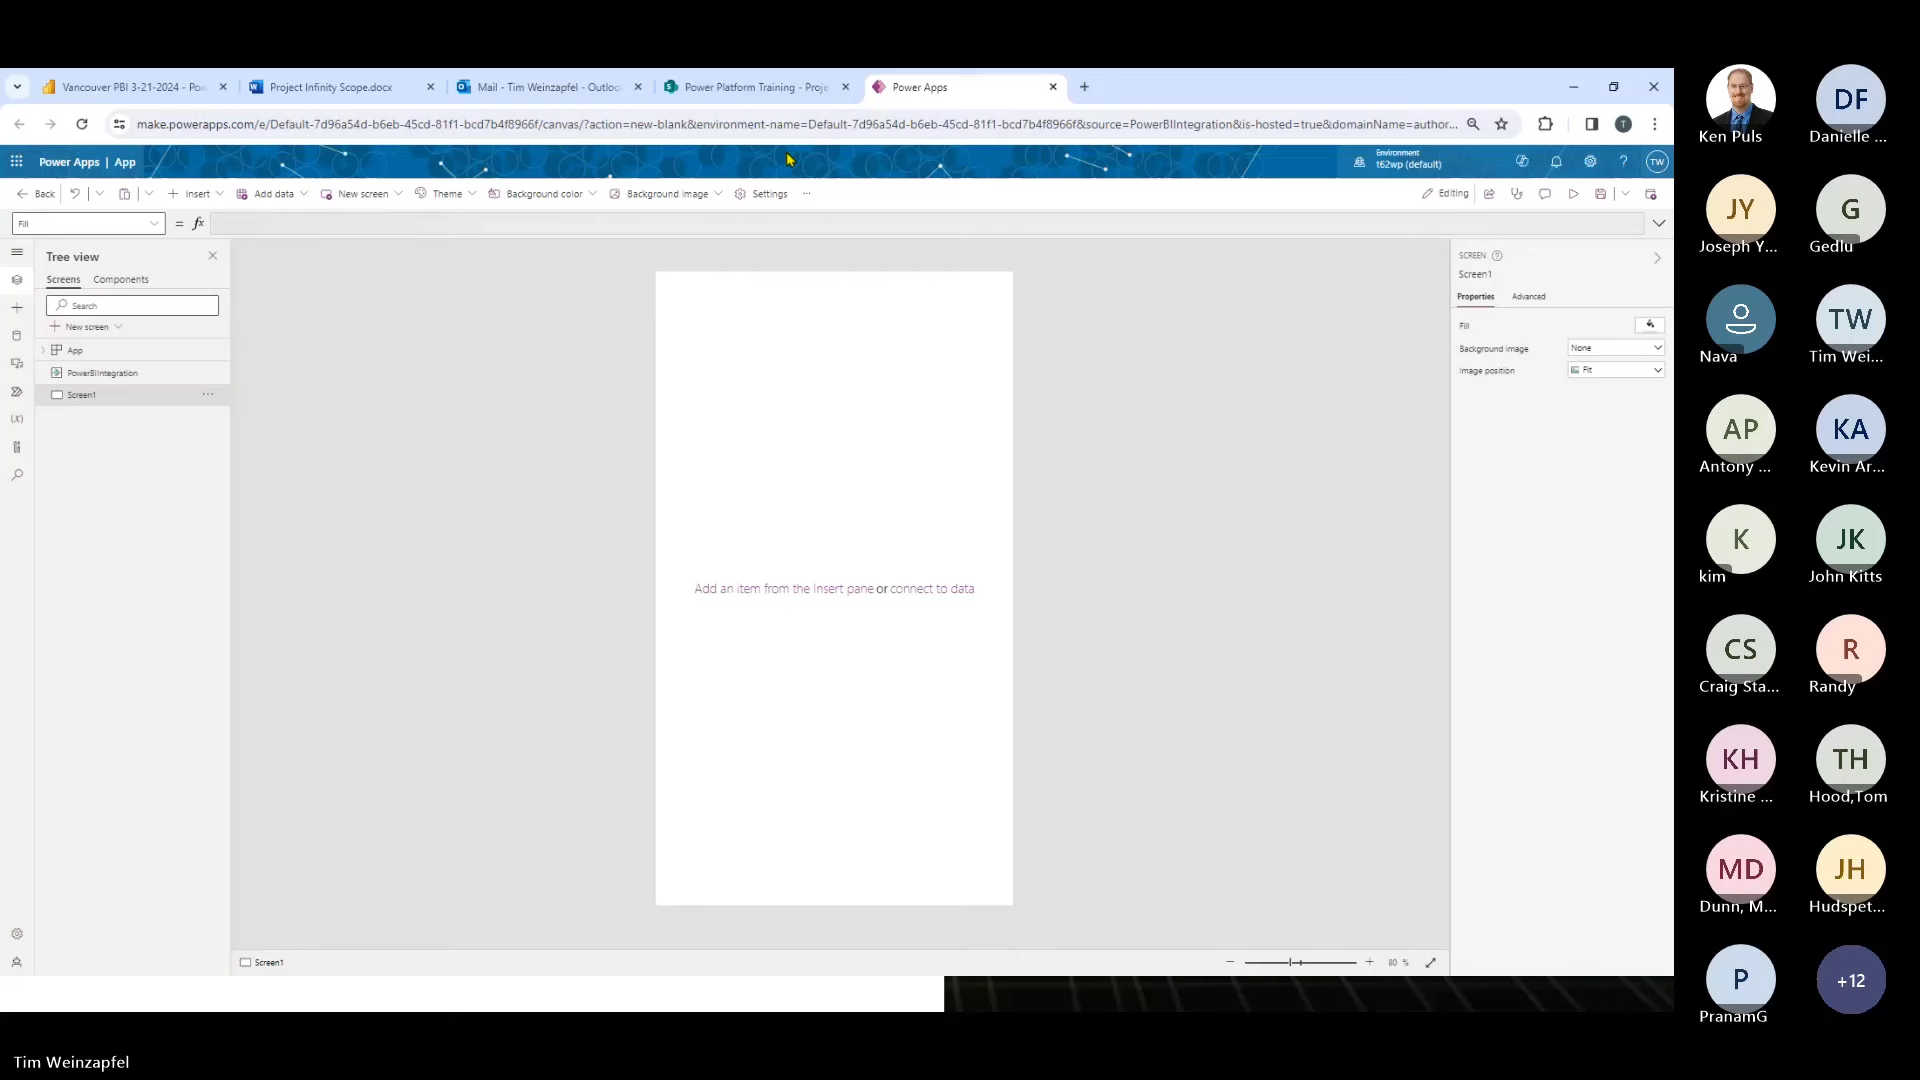 Vancouver PBI 3-21-2024 - Pow
Project Infinity Scope.docx
Mail - Tim Weinzapfel - Outloo
Power Platform Training - Proje
Power Apps
make.powerapps.com/e/Default-7d96a54d-b6eb-45cd-81f1-bcd7b4f8966f/canvas/?action=new-blank&environment-name=Default-7d96a54d-b6eb-45cd-81f1-bcd7b4f8966f&source=PowerBIIntegration&is-hosted=true&domainName=author...
T
Power Apps | App
Environment
t62wp (default)
TW
Back
Insert
Add data
New screen
Theme
Background color
Background image
Settings
...
Editing
Fill
= fx
Tree view
Screens
Components
Search
New screen
App
PowerBIIntegration
Screen1
...
Add an item from the Insert pane or connect to data
SCREEN
Screen1
Properties
Advanced
Fill
Background image
None
Image position
Fit
Screen1
80 %
Ken Puls
DF
Danielle ...
JY
Joseph Y...
G
Gedlu
Nava
TW
Tim Wei...
AP
Antony ...
KA
Kevin Ar...
K
kim
JK
John Kitts
CS
Craig Sta...
R
Randy
KH
Kristine ...
TH
Hood,Tom
MD
Dunn, M...
JH
Hudspet...
P
PranamG
+12
Tim Weinzapfel